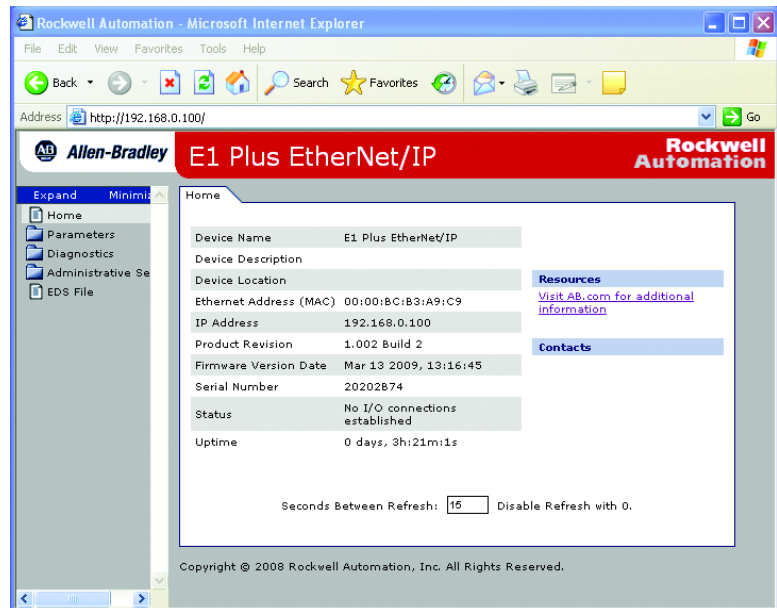 Rockwell Automation - Microsoft Internet Explorer
File Edit View Favorites Tools Help
Back Search Favorites
Address http://192.168.0.100/ Go
AB Allen-Bradley E1 Plus EtherNet/IP Rockwell Automation
Expand Minimiz
Home
Parameters
Diagnostics
Administrative Se
EDS File
Home
Device Name E1 Plus EtherNet/IP
Device Description
Device Location
Ethernet Address (MAC) 00:00:BC:B3:A9:C9
IP Address 192.168.0.100
Product Revision 1.002 Build 2
Firmware Version Date Mar 13 2009, 13:16:45
Serial Number 20202B74
Status No I/O connections established
Uptime 0 days, 3h:21m:1s
Resources
Visit AB.com for additional
information
Contacts
Seconds Between Refresh: 15 Disable Refresh with 0.
Copyright © 2008 Rockwell Automation, Inc. All Rights Reserved.